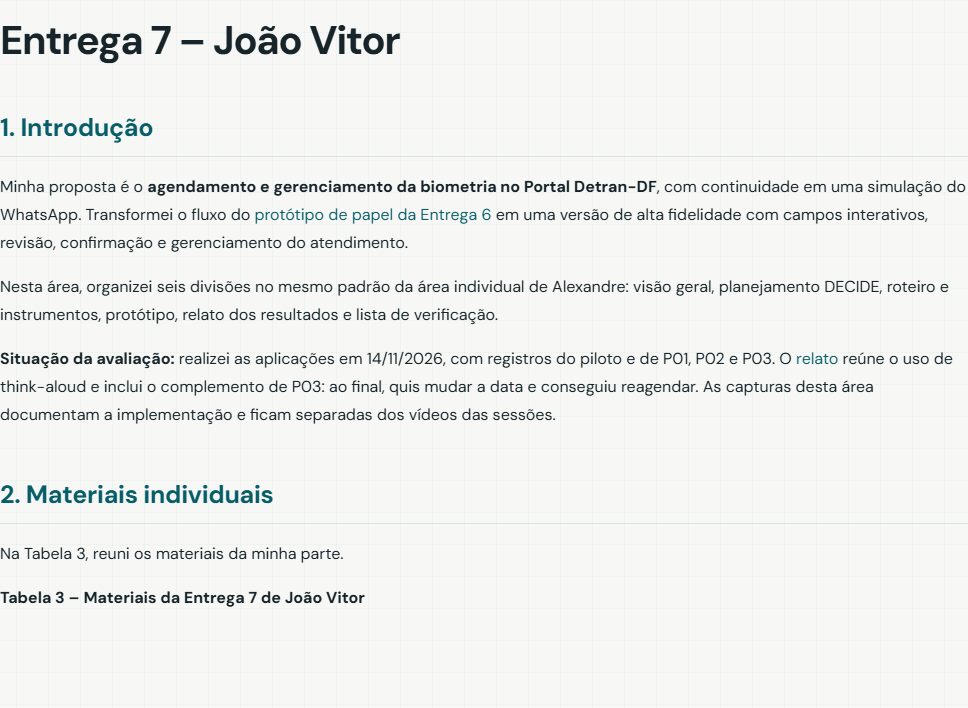 Entrega 7 – João Vitor
1. Introdução
Minha proposta é o agendamento e gerenciamento da biometria no Portal Detran-DF, com continuidade em uma simulação do
WhatsApp. Transformei o fluxo do protótipo de papel da Entrega 6 em uma versão de alta fidelidade com campos interativos,
revisão, confirmação e gerenciamento do atendimento.
Nesta área, organizei seis divisões no mesmo padrão da área individual de Alexandre: visão geral, planejamento DECIDE, roteiro e
instrumentos, protótipo, relato dos resultados e lista de verificação.
Situação da avaliação: realizei as aplicações em 14/11/2026, com registros do piloto e de P01, P02 e P03. O relato reúne o uso de
think-aloud e inclui o complemento de P03: ao final, quis mudar a data e conseguiu reagendar. As capturas desta área
documentam a implementação e ficam separadas dos vídeos das sessões.
2. Materiais individuais
Na Tabela 3, reuni os materiais da minha parte.
Tabela 3 – Materiais da Entrega 7 de João Vitor